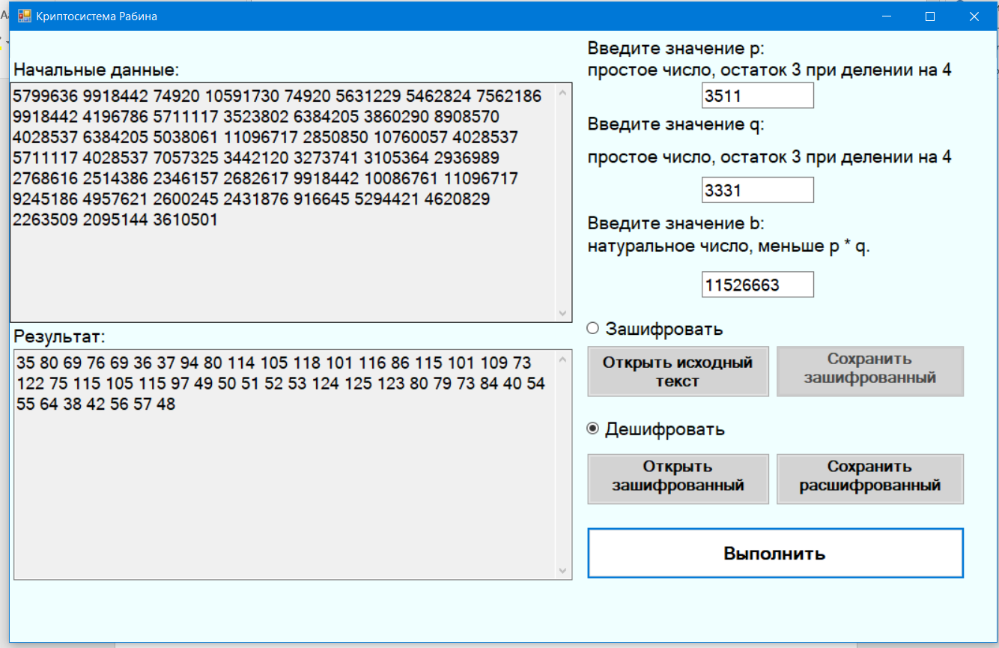 Криптосистема Рабина
Начальные данные:
5799636 9918442 74920 10591730 74920 5631229 5462824 7562186
9918442 4196786 5711117 3523802 6384205 3860290 8908570
4028537 6384205 5038061 11096717 2850850 10760057 4028537
5711117 4028537 7057325 3442120 3273741 3105364 2936989
2768616 2514386 2346157 2682617 9918442 10086761 11096717
9245186 4957621 2600245 2431876 916645 5294421 4620829
2263509 2095144 3610501
Результат:
35 80 69 76 69 36 37 94 80 114 105 118 101 116 86 115 101 109 73
122 75 115 105 115 97 49 50 51 52 53 124 125 123 80 79 73 84 40 54
55 64 38 42 56 57 48
Введите значение p:
простое число, остаток 3 при делении на 4
3511
Введите значение q:
простое число, остаток 3 при делении на 4
3331
Введите значение b:
натуральное число, меньше p * q.
11526663
Зашифровать
Открыть исходный
текст
Сохранить
зашифрованный
Дешифровать
Открыть
зашифрованный
Сохранить
расшифрованный
Выполнить